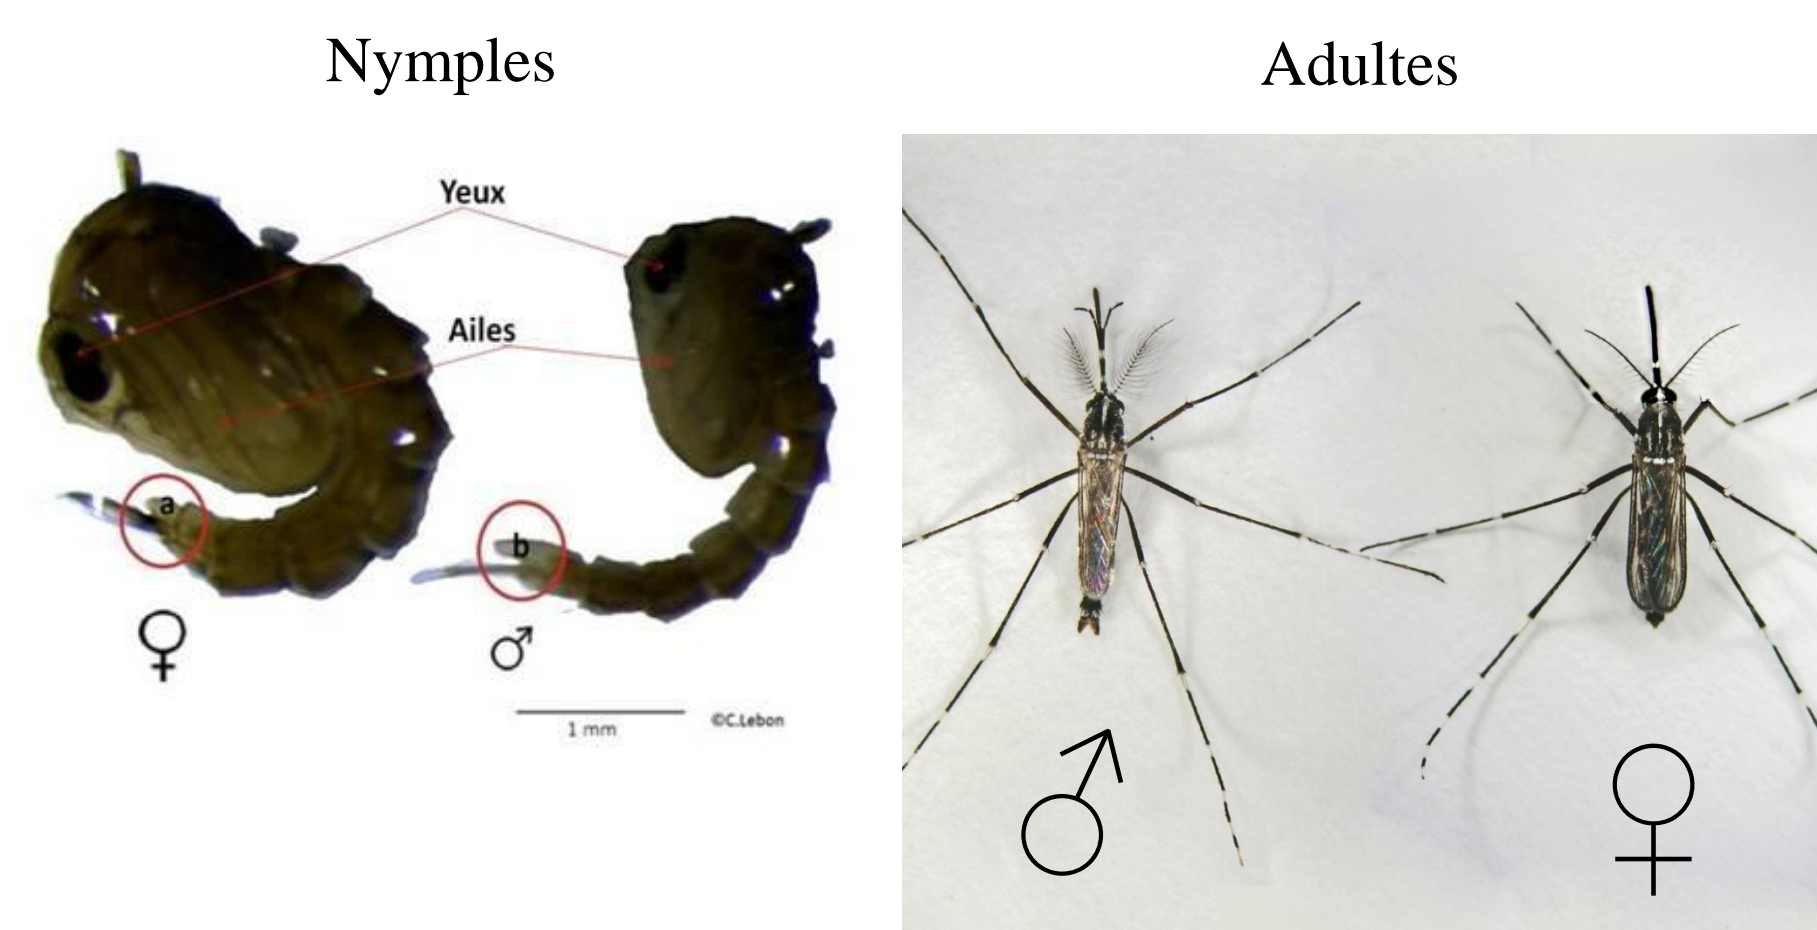 Nymples
Adultes
Yeux
Ailes
a
b
♀
♂
1 mm
©C.Lebon
♂
♀